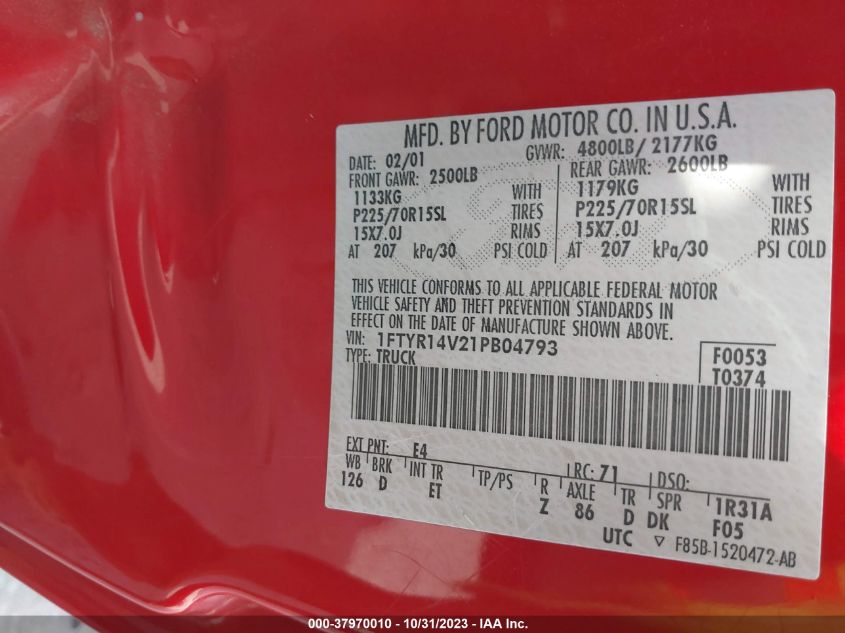 MFD. BY FORD MOTOR CO. IN U.S.A.
DATE: 02/01 GVWR: 4800LB/ 2177KG
FRONT GAWR: 2500LB REAR GAWR: 2600LB
1133KG WITH 1179KG WITH
P225/70R15SL TIRES P225/70R15SL TIRES
15X7.0J RIMS 15X7.0J RIMS
AT 207 kPa/30 PSI COLD AT 207 kPa/30 PSI COLD
THIS VEHICLE CONFORMS TO ALL APPLICABLE FEDERAL MOTOR
VEHICLE SAFETY AND THEFT PREVENTION STANDARDS IN
EFFECT ON THE DATE OF MANUFACTURE SHOWN ABOVE.
VIN: 1FTYR14V21PB04793 F0053
TYPE: TRUCK T0374
EXT PNT: E4 RC: 71 DSO:
WB BRK INT TR TP/PS R AXLE TR SPR 1R31A
126 D ET Z 86 D DK F05
UTC ▽ F85B-1520472-AB
000-37970010 - 10/31/2023 - IAA Inc.